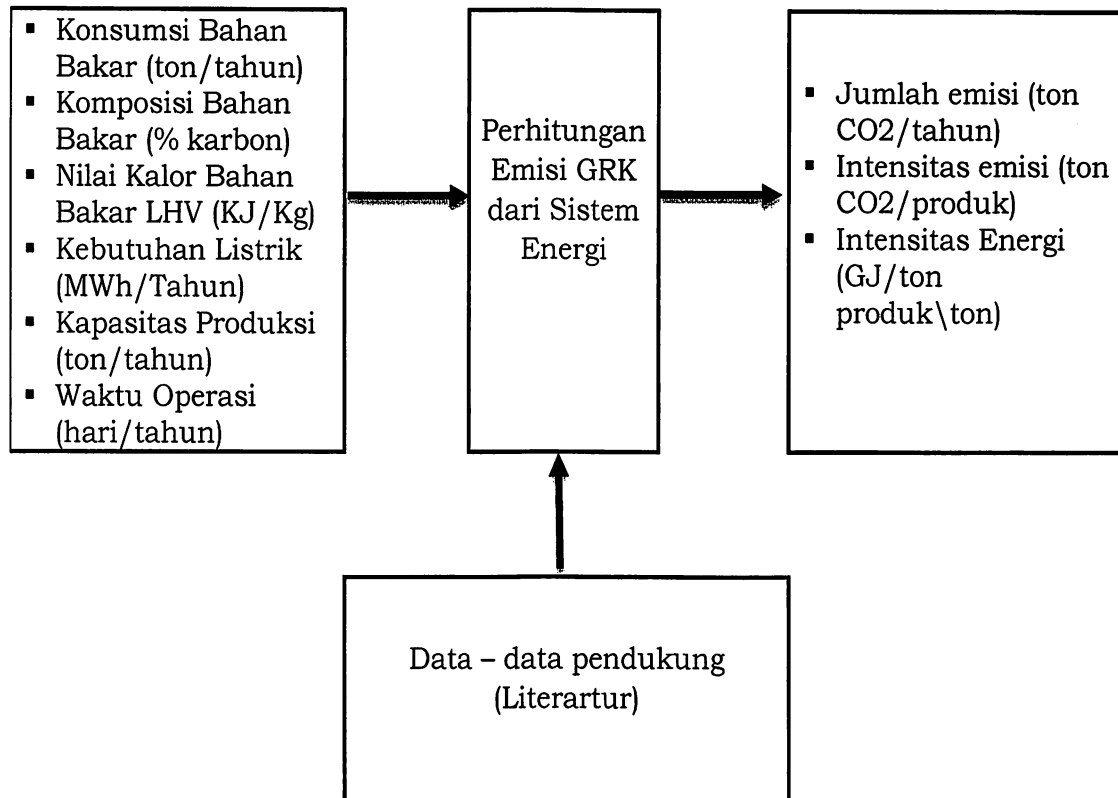 ▪ Konsumsi Bahan
Bakar (ton/tahun)
▪ Komposisi Bahan
Bakar (% karbon)
▪ Nilai Kalor Bahan
Bakar LHV (KJ/Kg)
▪ Kebutuhan Listrik
(MWh/Tahun)
▪ Kapasitas Produksi
(ton/tahun)
▪ Waktu Operasi
(hari/tahun)
Perhitungan
Emisi GRK
dari Sistem
Energi
▪ Jumlah emisi (ton
CO2/tahun)
▪ Intensitas emisi (ton
CO2/produk)
▪ Intensitas Energi
(GJ/ton
produk\ton)
Data – data pendukung
(Literartur)